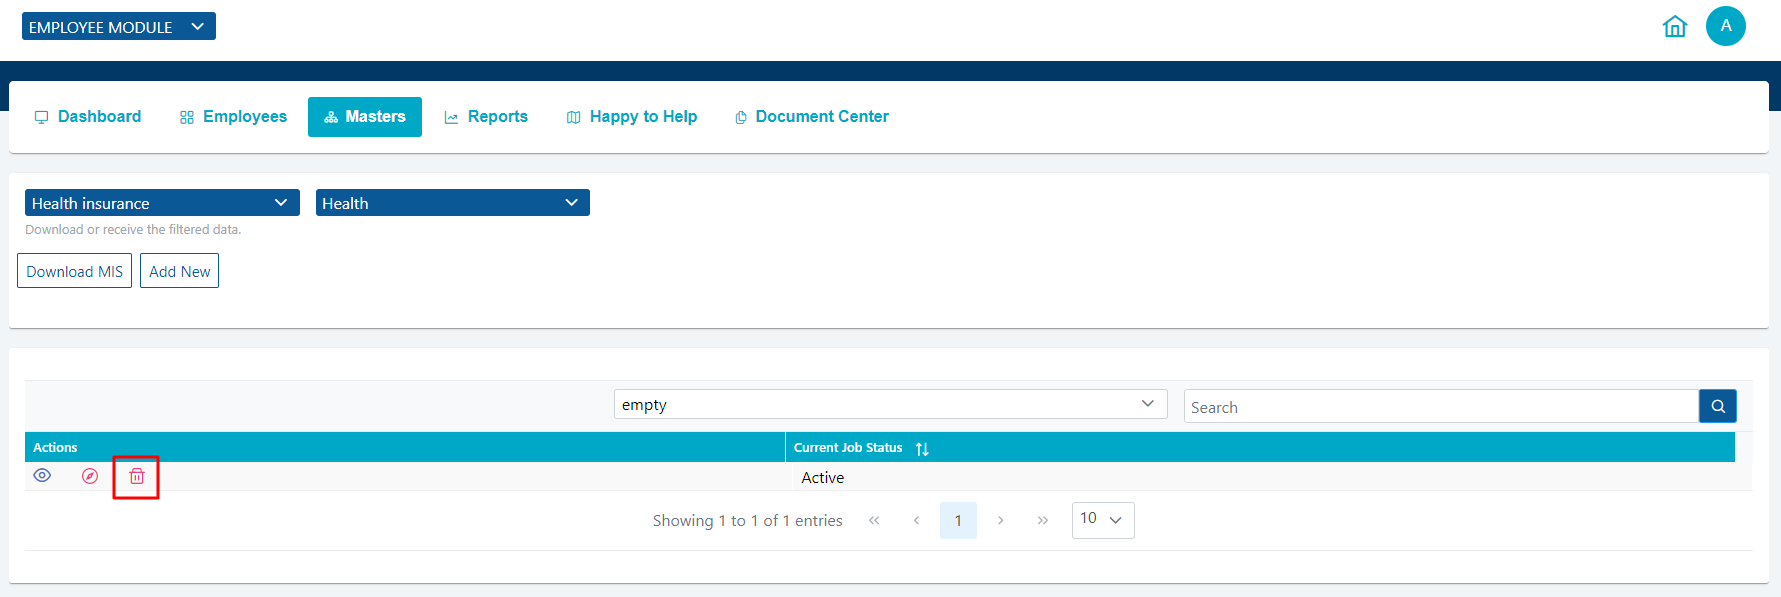 EMPLOYEE MODULE
A
Dashboard Employees Masters Reports Happy to Help Document Center
Health insurance Health
Download or receive the filtered data.
Download MIS Add New
empty Search
Actions Current Job Status
Active
Showing 1 to 1 of 1 entries « ‹ 1 › » 10